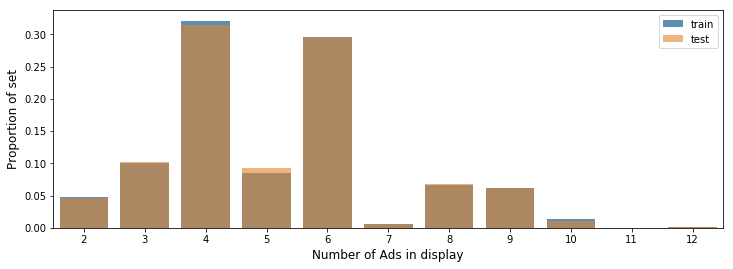 train
test
0.30
0.25
0.20
0.15
0.10
0.05
0.00
Proportion of set
2 3 4 5 6 7 8 9 10 11 12
Number of Ads in display